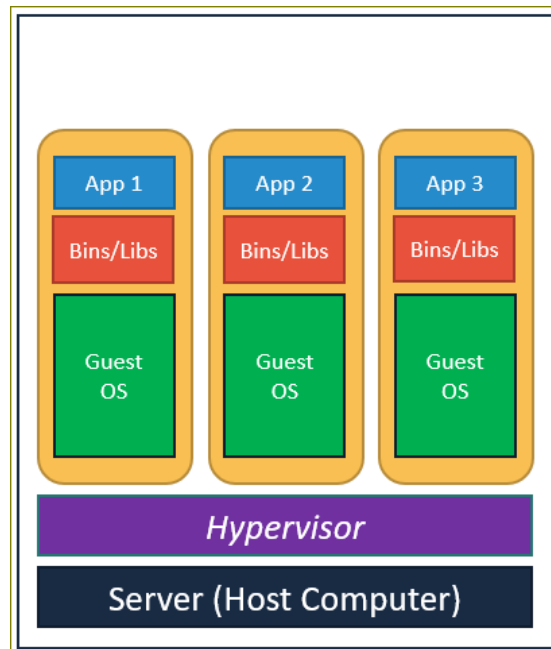 App 1
App 2
App 3
Bins/Libs
Bins/Libs
Bins/Libs
Guest
OS
Guest
OS
Guest
OS
Hypervisor
Server (Host Computer)